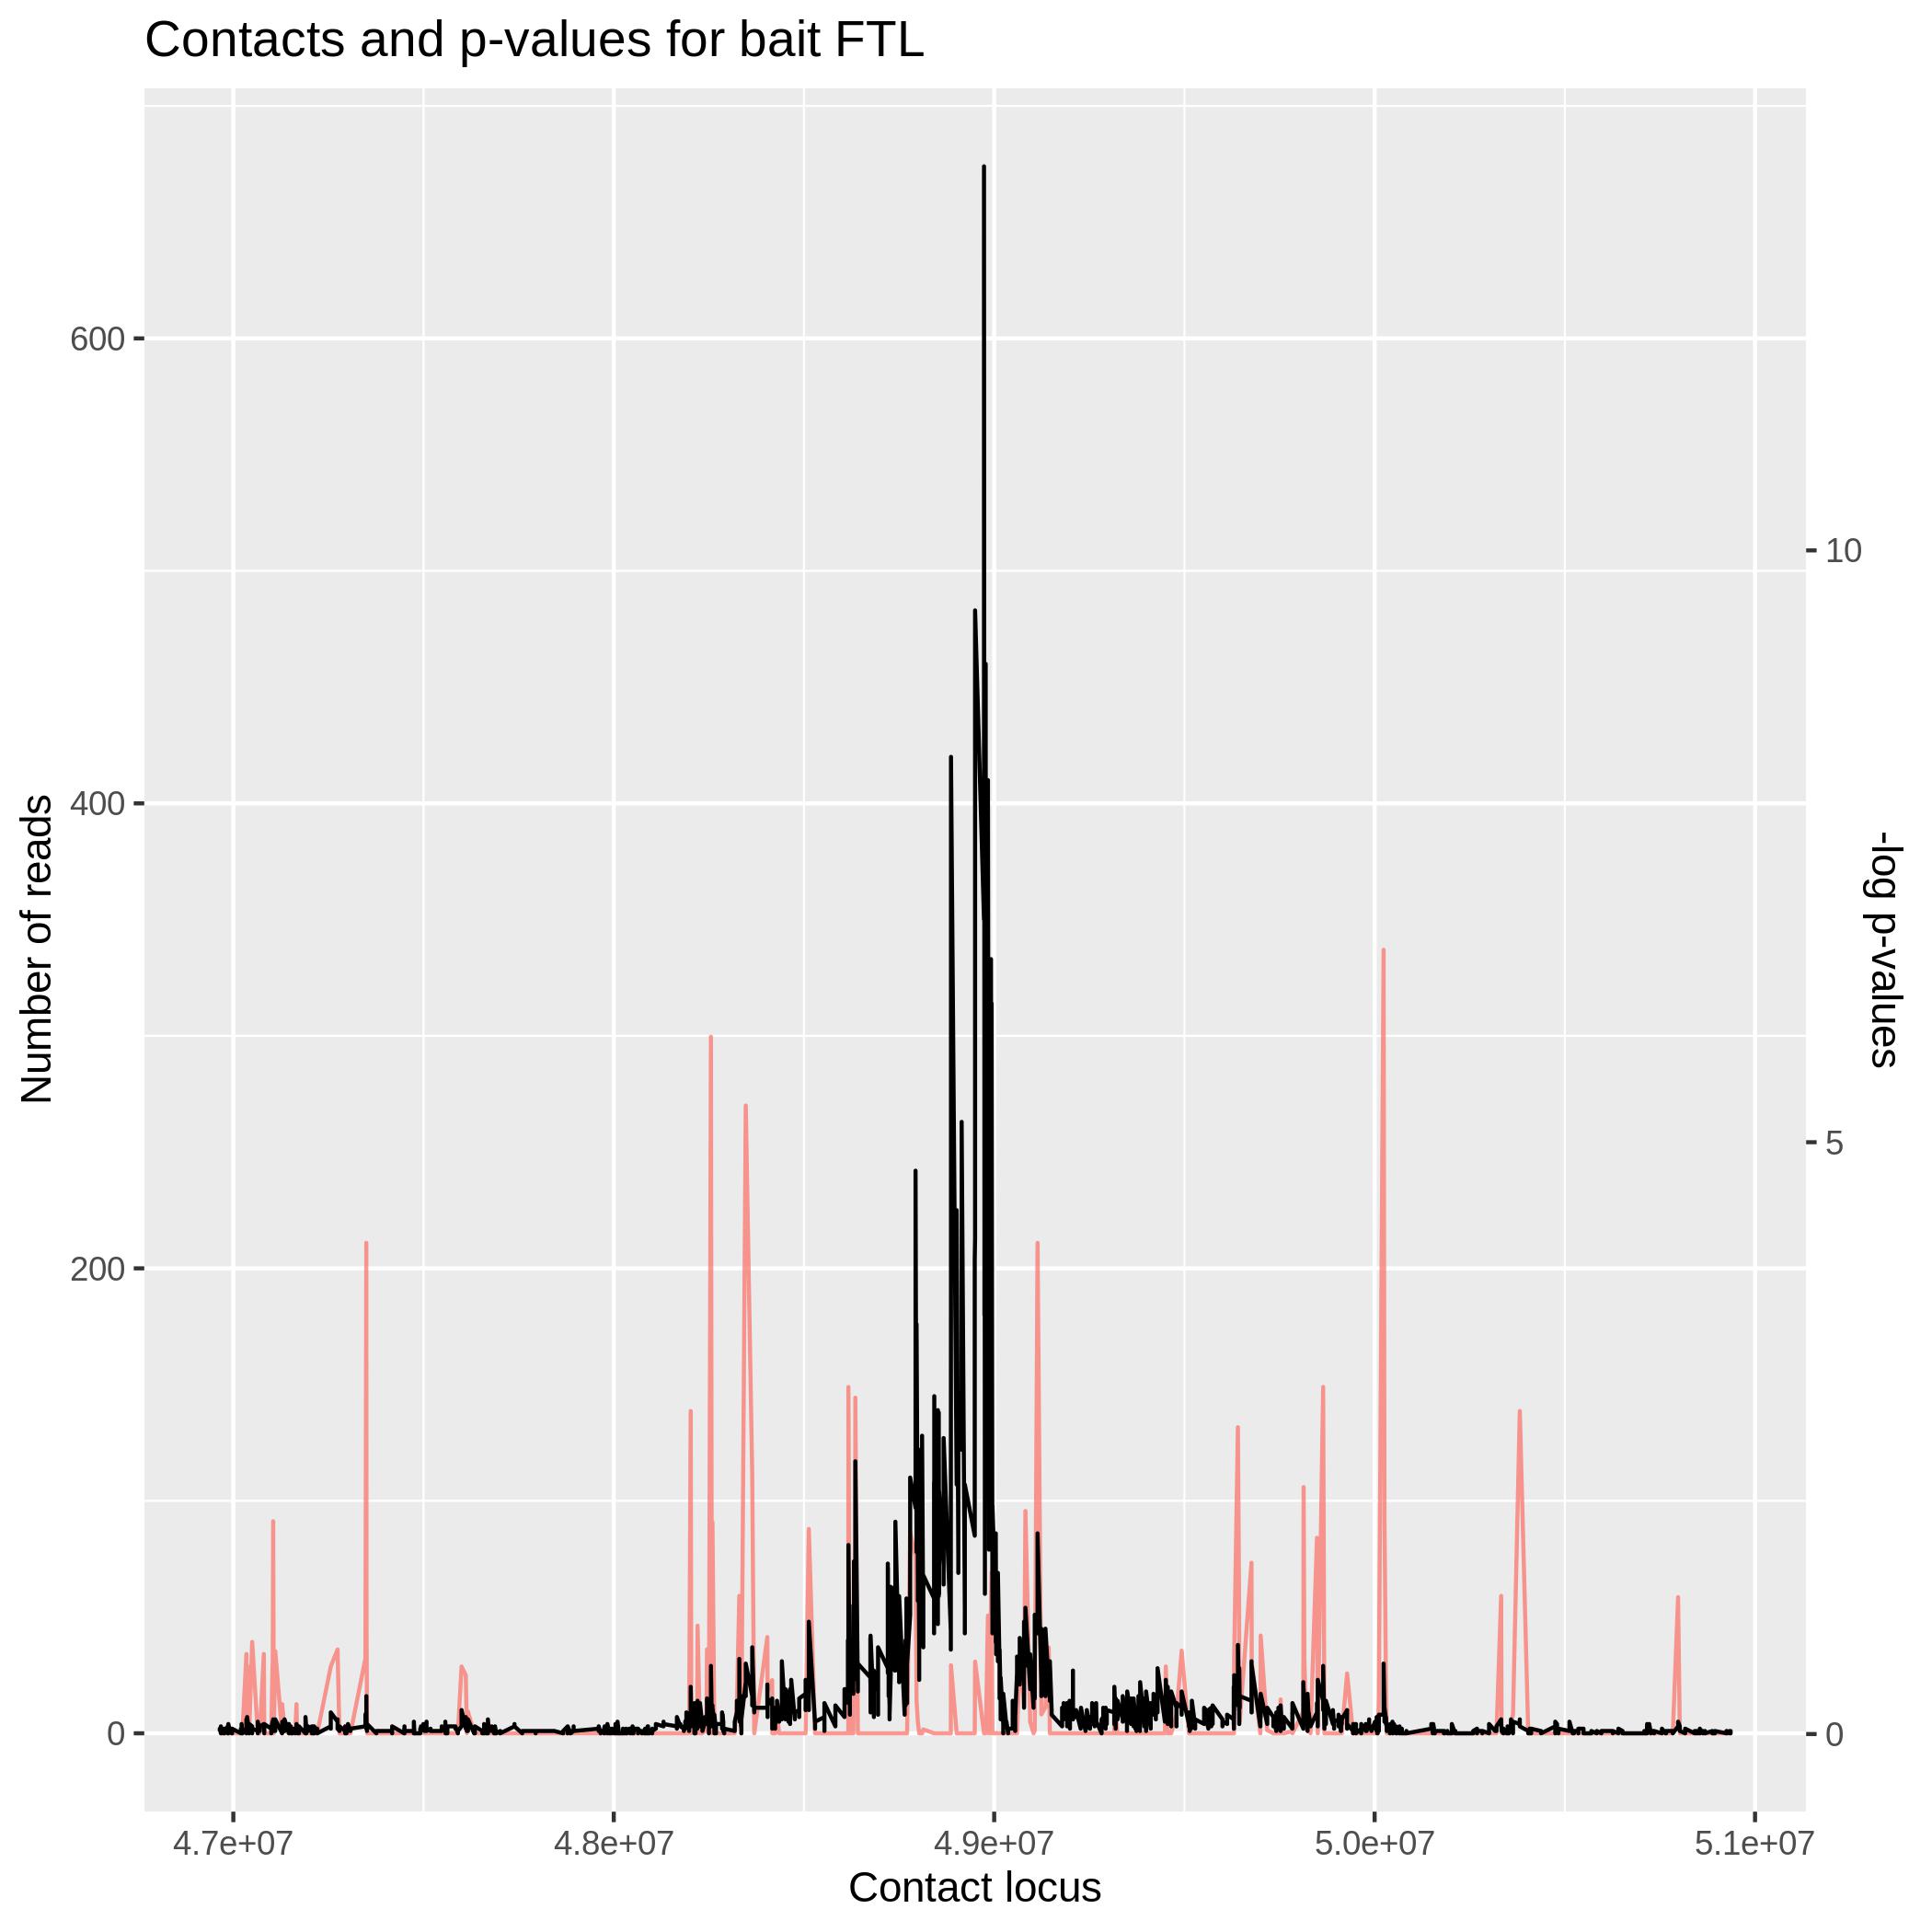 Contacts and p-values for bait FTL
600
400
200
0
Number of reads
10
5
0
-log p-values
4.7e+07
4.8e+07
4.9e+07
5.0e+07
5.1e+07
Contact locus